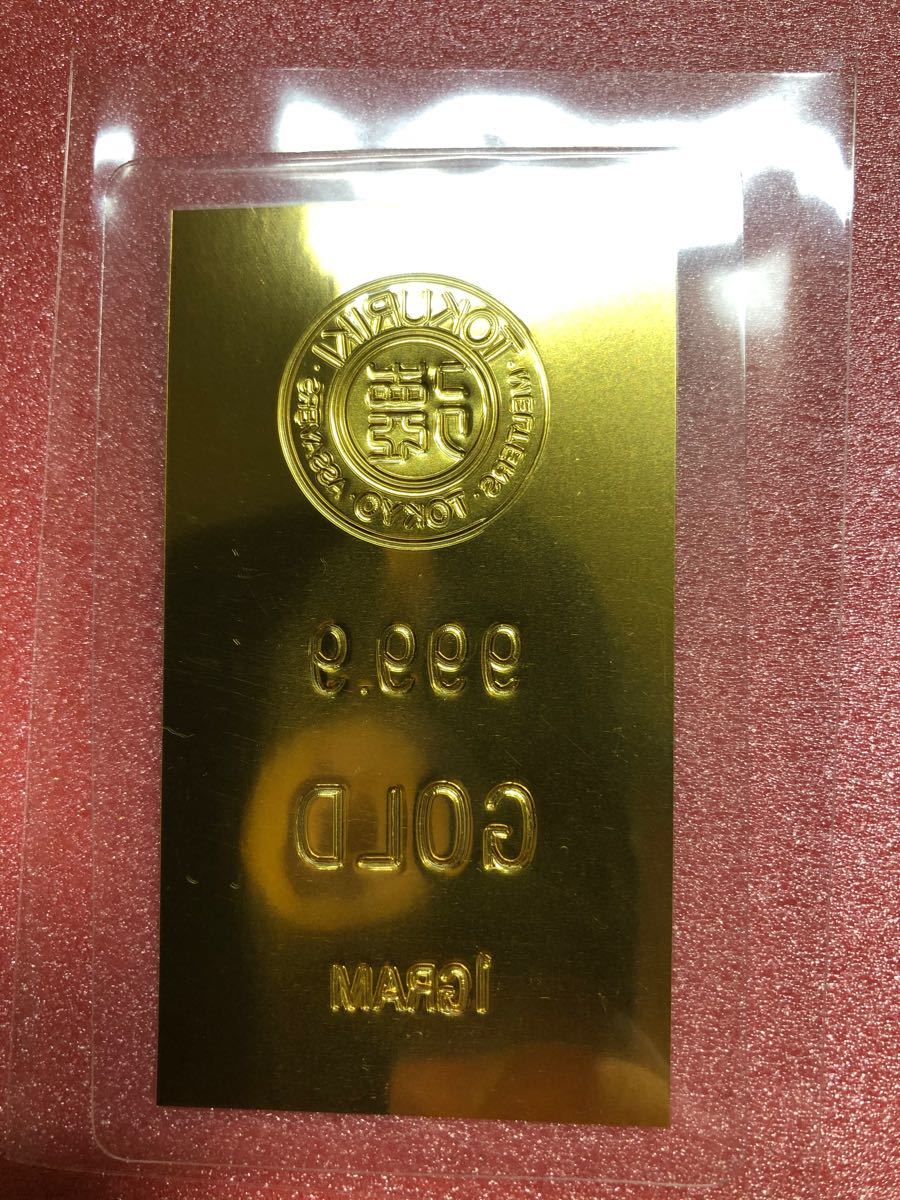 TOKURIKI
· MELTERS · TOKYO · ASSAYERS ·
999.9
GOLD
1GRAM